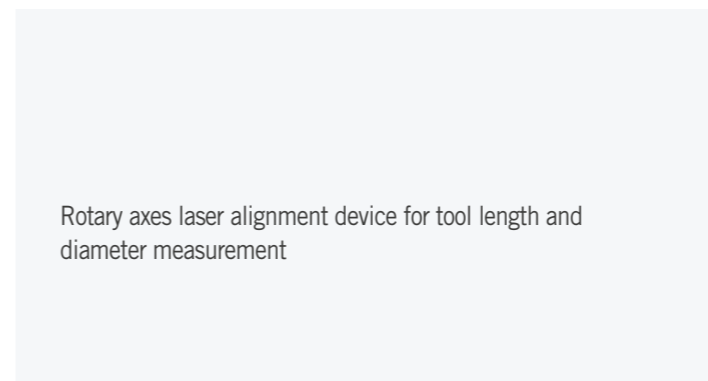 Rotary axes laser alignment device for tool length and
diameter measurement